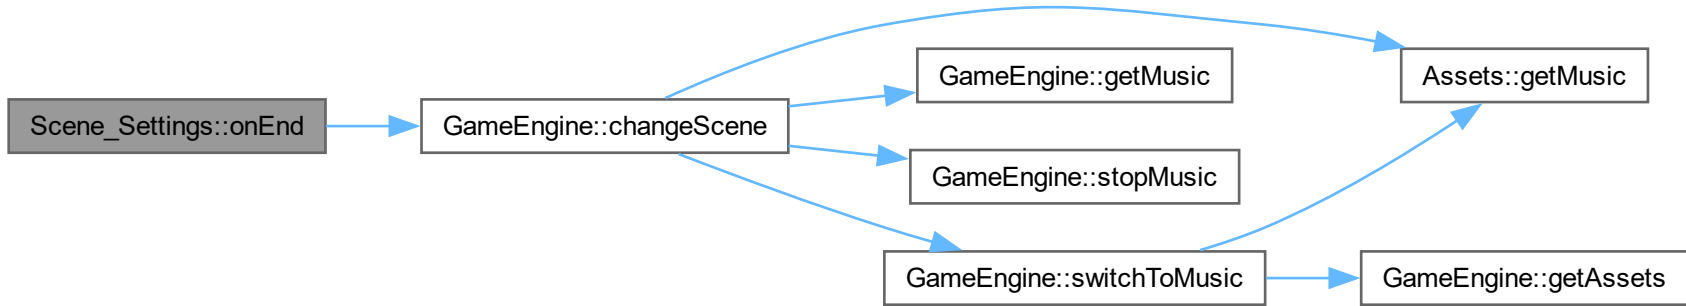 Scene_Settings::onEnd
GameEngine::changeScene
GameEngine::getMusic
Assets::getMusic
GameEngine::stopMusic
GameEngine::switchToMusic
GameEngine::getAssets